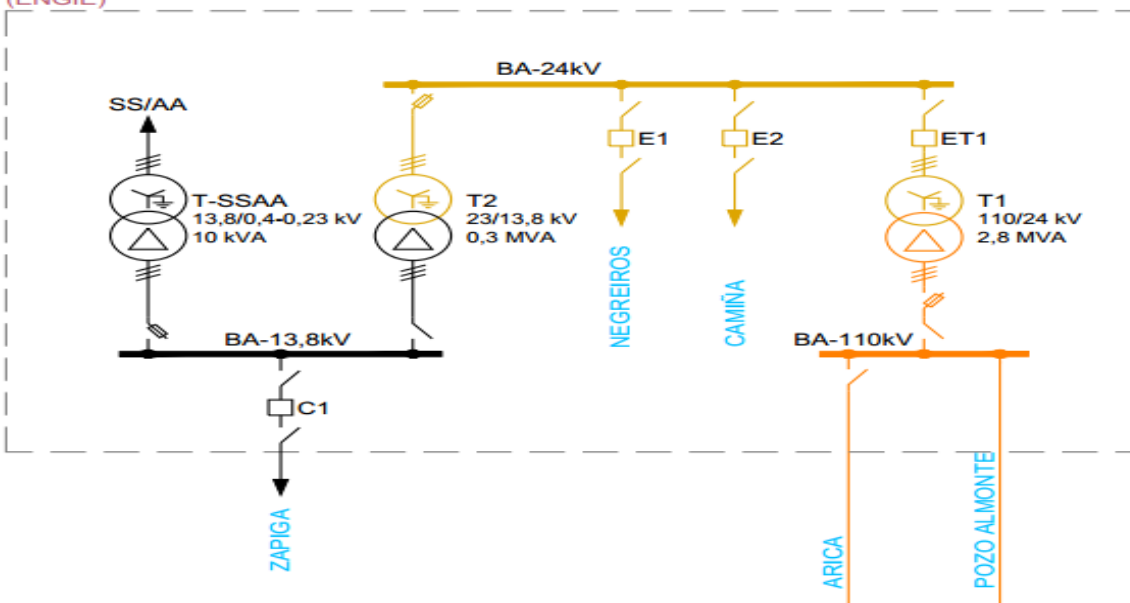 (ENGIE)
BA-24kV
SS/AA
E1
E2
ET1
T-SSAA
13,8/0,4-0,23 kV
10 kVA
T2
23/13,8 kV
0,3 MVA
T1
110/24 kV
2,8 MVA
NEGREIROS
CAMIÑA
BA-13,8kV
BA-110kV
C1
ZAPIGA
ARICA
POZO ALMONTE